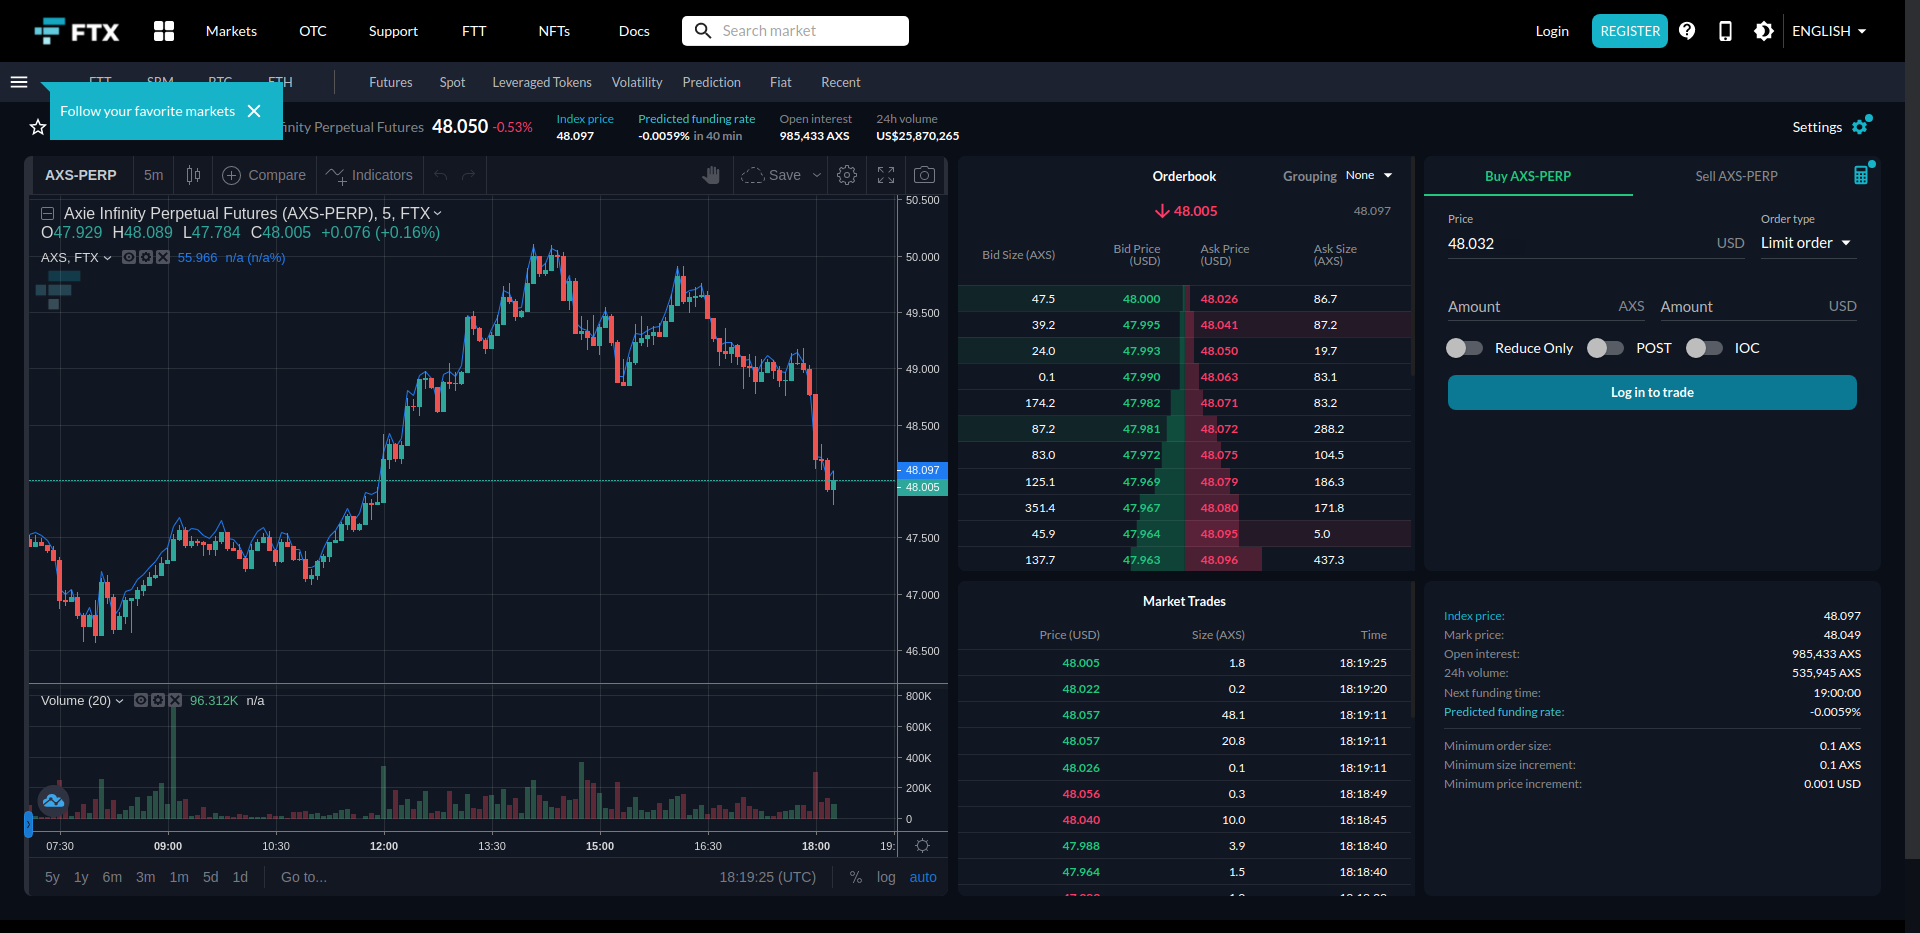 FTX Markets OTC Support FTT NFTs Docs Search market Login REGISTER ENGLISH
FTT SRM BTC ETH Futures Spot Leveraged Tokens Volatility Prediction Fiat Recent
Follow your favorite markets
inity Perpetual Futures 48.050 -0.53%
Index price
48.097
Predicted funding rate
-0.0059% in 40 min
Open interest
985,433 AXS
24h volume
US$25,870,265
Settings
AXS-PERP 5m Compare Indicators Save
Axie Infinity Perpetual Futures (AXS-PERP), 5, FTX
O47.929 H48.089 L47.784 C48.005 +0.076 (+0.16%)
AXS, FTX 55.966 n/a (n/a%)
50.500
50.000
49.500
49.000
48.500
48.097
48.005
47.500
47.000
46.500
Volume (20) 96.312K n/a
800K
600K
400K
200K
0
07:30 09:00 10:30 12:00 13:30 15:00 16:30 18:00 19:
5y 1y 6m 3m 1m 5d 1d Go to... 18:19:25 (UTC) % log auto
Orderbook Grouping None
48.005 48.097
Bid Size (AXS) Bid Price (USD) Ask Price (USD) Ask Size (AXS)
47.5 48.000 48.026 86.7
39.2 47.995 48.041 87.2
24.0 47.993 48.050 19.7
0.1 47.990 48.063 83.1
174.2 47.982 48.071 83.2
87.2 47.981 48.072 288.2
83.0 47.972 48.075 104.5
125.1 47.969 48.079 186.3
351.4 47.967 48.080 171.8
45.9 47.964 48.095 5.0
137.7 47.963 48.096 437.3
Market Trades
Price (USD) Size (AXS) Time
48.005 1.8 18:19:25
48.022 0.2 18:19:20
48.057 48.1 18:19:11
48.057 20.8 18:19:11
48.026 0.1 18:19:11
48.056 0.3 18:18:49
48.040 10.0 18:18:45
47.988 3.9 18:18:40
47.964 1.5 18:18:40
Buy AXS-PERP Sell AXS-PERP
Price Order type
48.032 USD Limit order
Amount AXS Amount USD
Reduce Only POST IOC
Log in to trade
Index price: 48.097
Mark price: 48.049
Open interest: 985,433 AXS
24h volume: 535,945 AXS
Next funding time: 19:00:00
Predicted funding rate: -0.0059%
Minimum order size: 0.1 AXS
Minimum size increment: 0.1 AXS
Minimum price increment: 0.001 USD